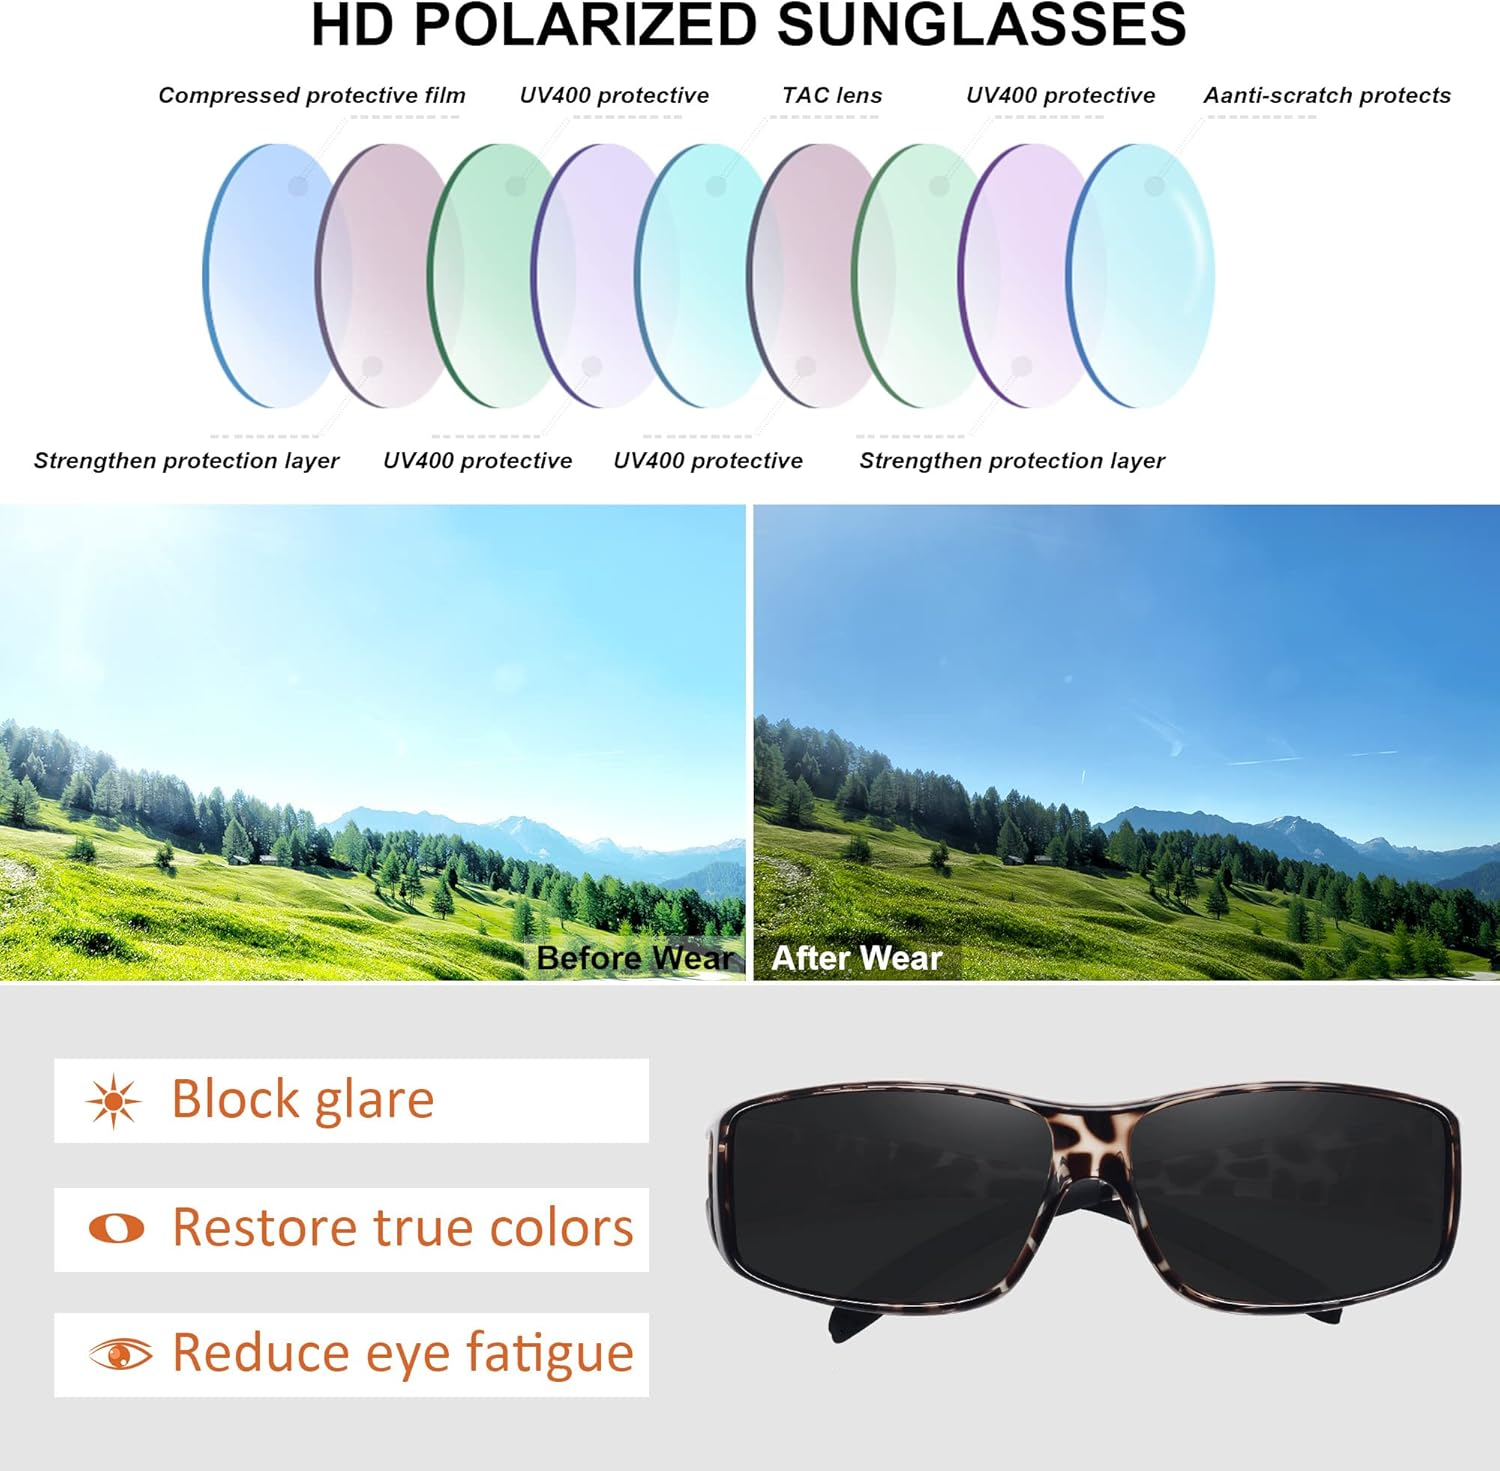 HD POLARIZED SUNGLASSES
Compressed protective film
UV400 protective
TAC lens
UV400 protective
Aanti-scratch protects
Strengthen protection layer
UV400 protective
UV400 protective
Strengthen protection layer
Before Wear
After Wear
Block glare
Restore true colors
Reduce eye fatigue